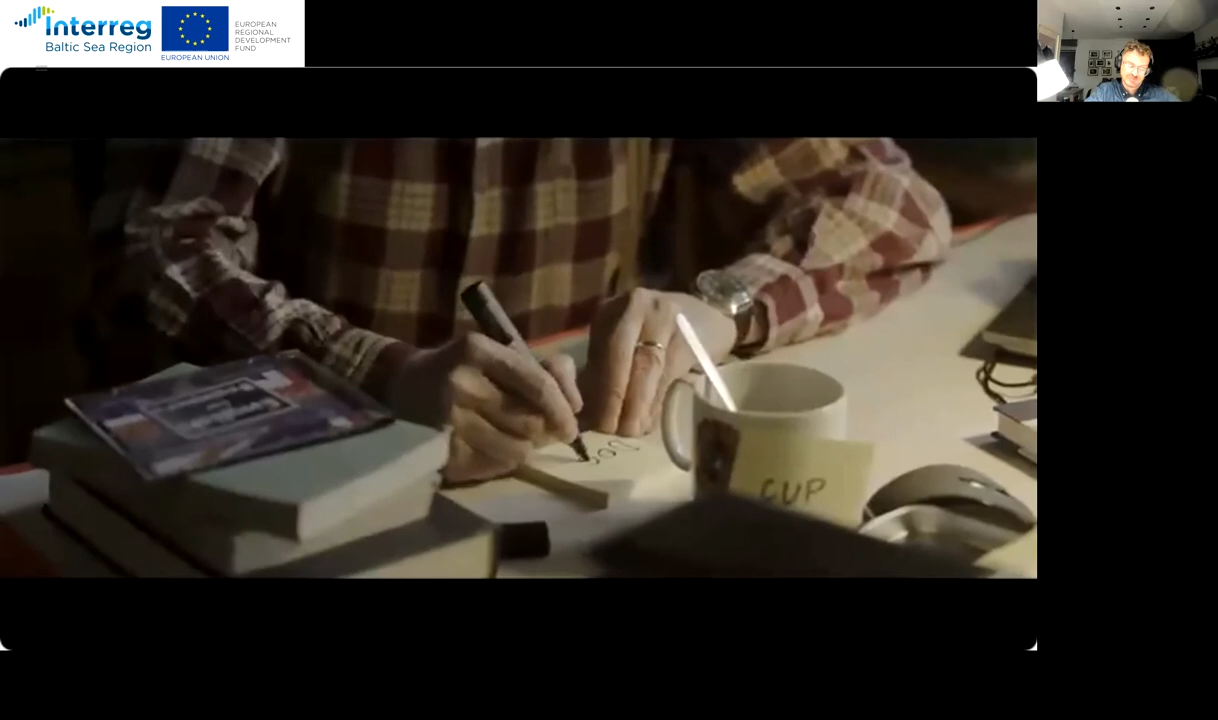 Interreg
Baltic Sea Region
EUROPEAN UNION
EUROPEAN
REGIONAL
DEVELOPMENT
FUND
CUP